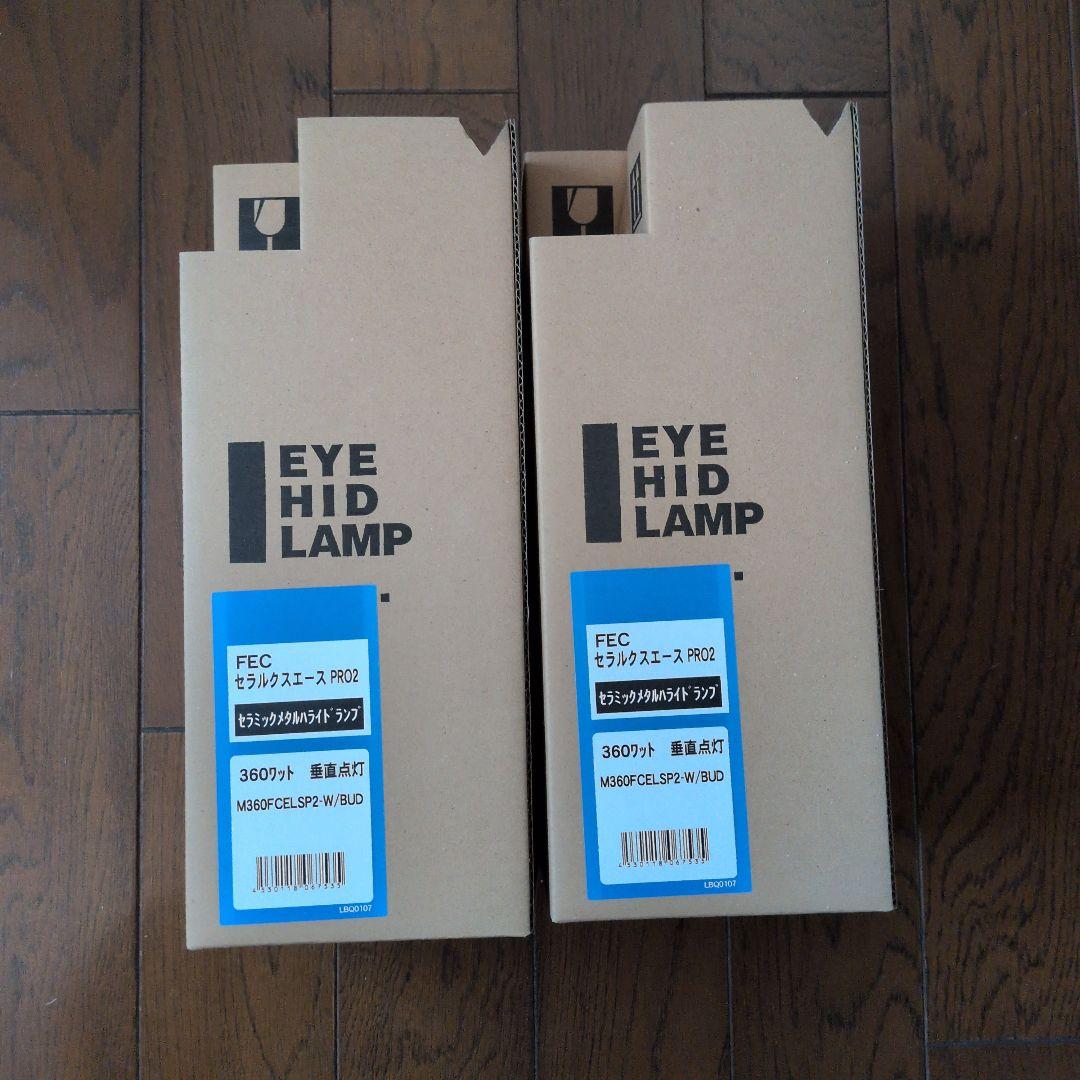 EYE
HID
LAMP
FEC
セラルクスエース PRO2
セラミックメタルハライドランプ
360ワット 垂直点灯
M360FCELSP2-W/BUD
4530118067533
LBQ0107
EYE
HID
LAMP
FEC
セラルクスエース PRO2
セラミックメタルハライドランプ
360ワット 垂直点灯
M360FCELSP2-W/BUD
4530118067533
LBQ0107